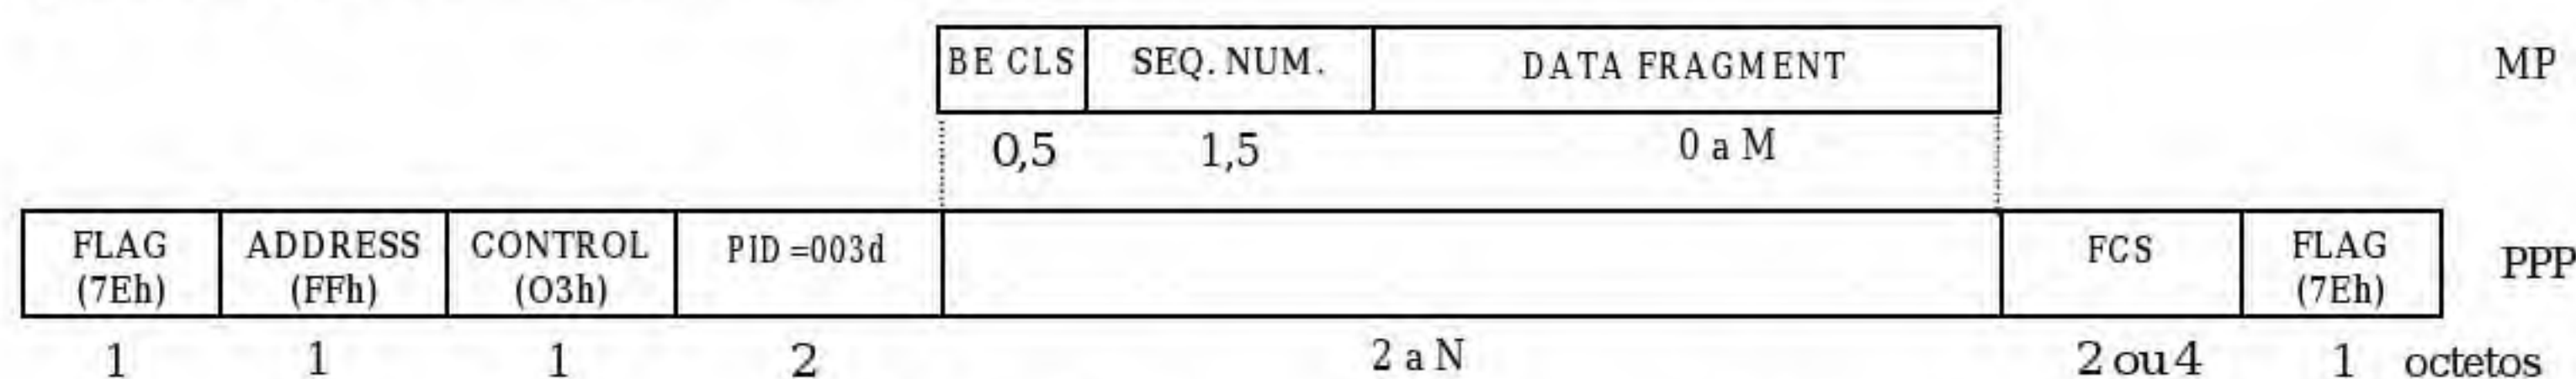 BE CLS SEQ. NUM. DATA FRAGMENT MP
0,5 1,5 0 a M
FLAG ADDRESS CONTROL PID =003d FCS FLAG PPP
(7Eh) (FFh) (O3h) (7Eh)
1 1 1 2 2 a N 2 ou 4 1 octetos